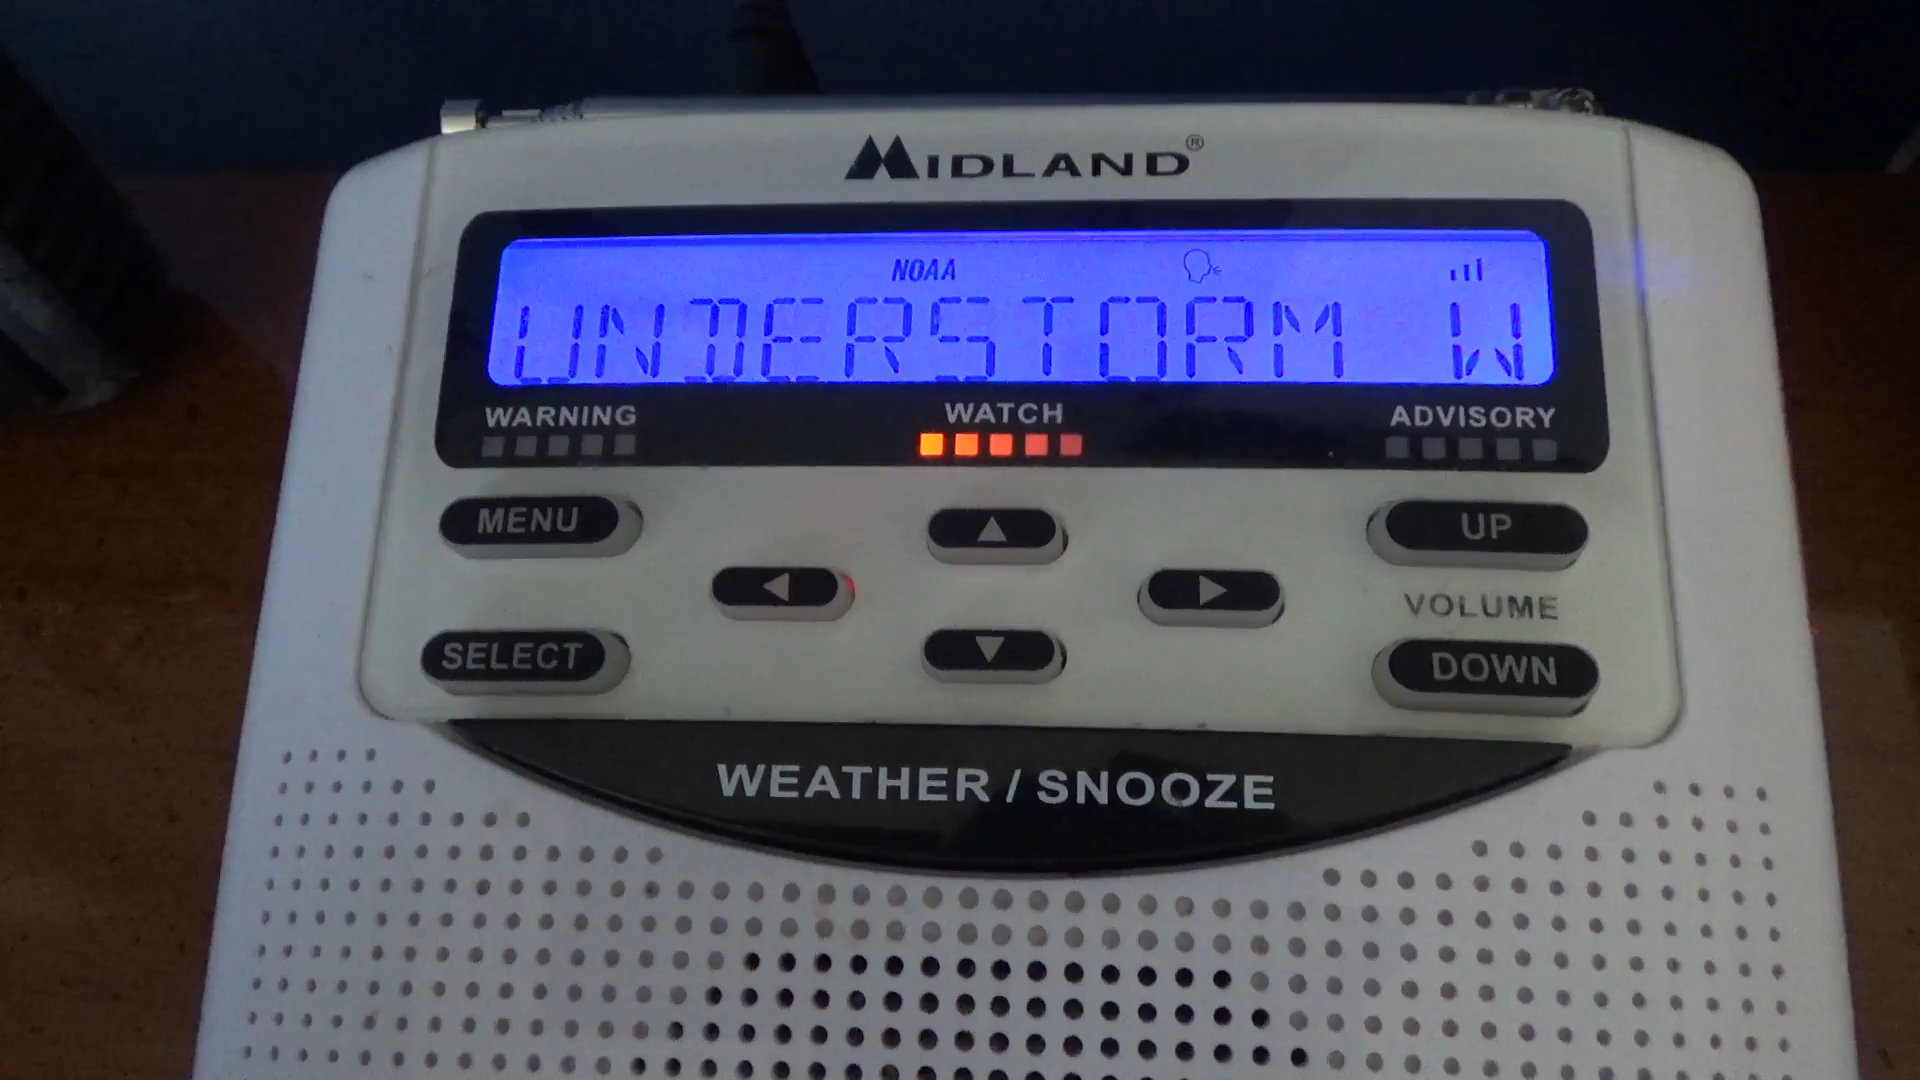 MIDLAND®
NOAA
UNDERSTORM W
WARNING WATCH ADVISORY
MENU UP
VOLUME
SELECT DOWN
WEATHER / SNOOZE